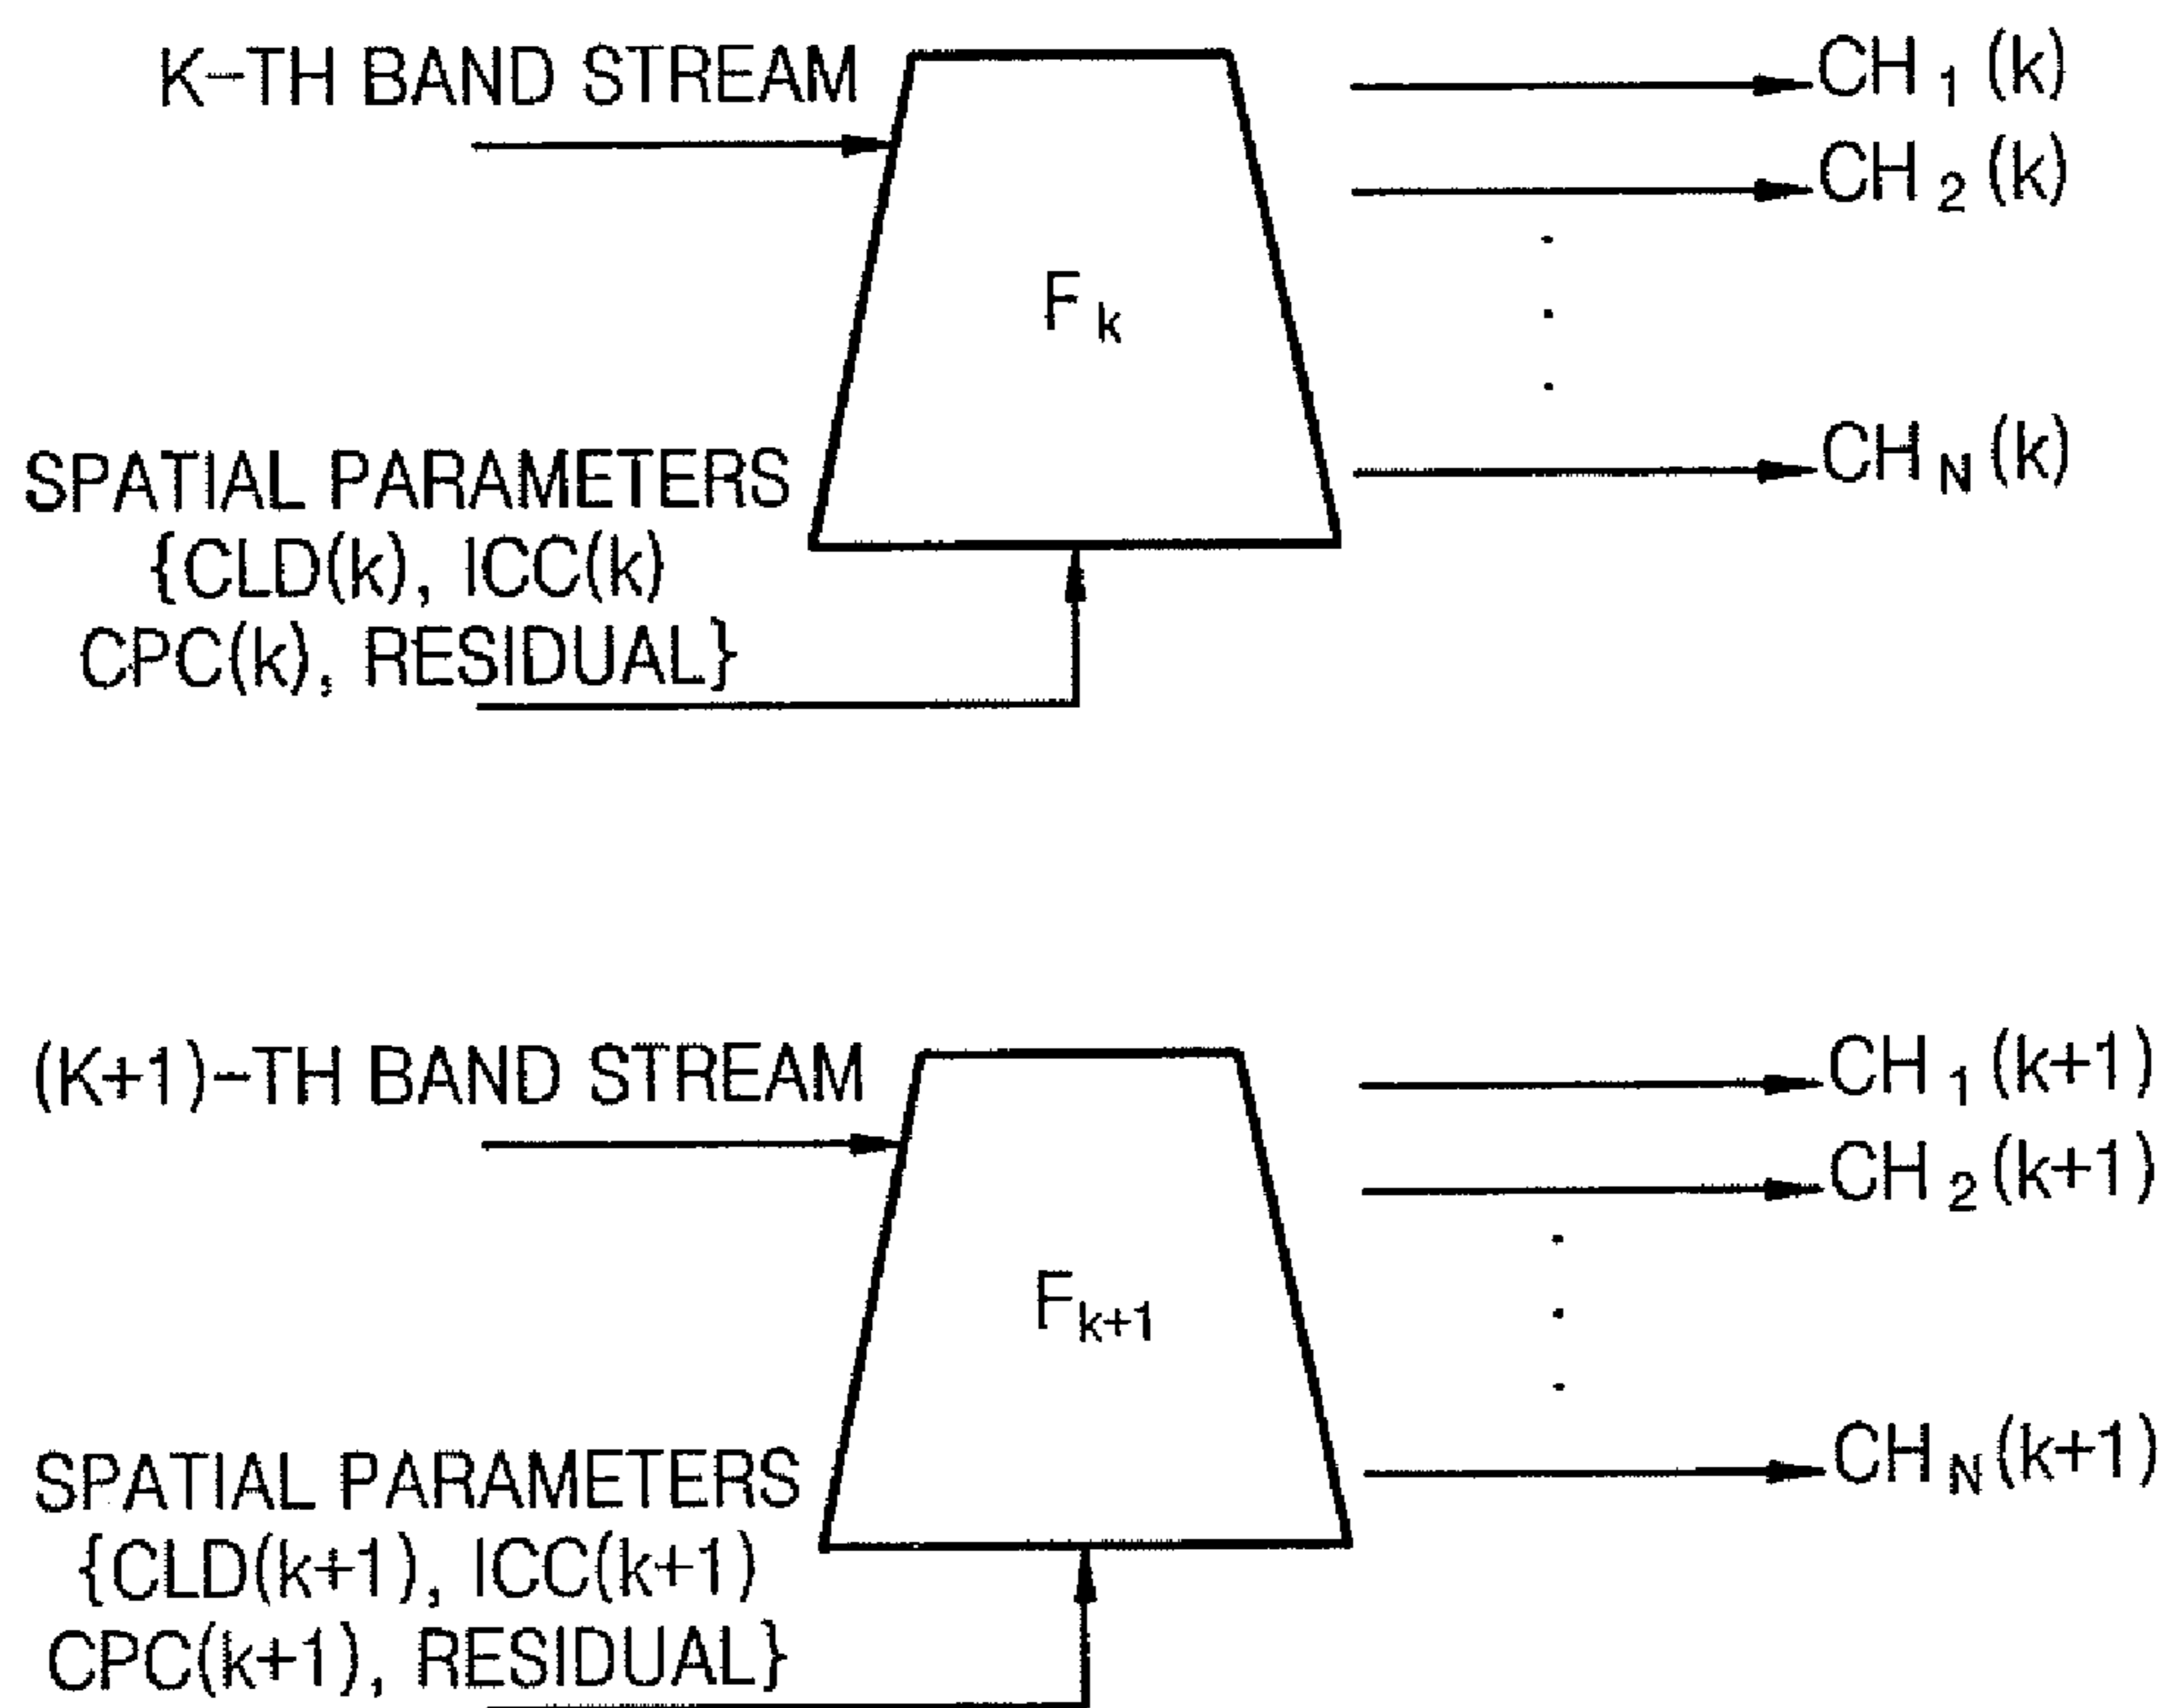 K-TH BAND STREAM
CH 1 (k)
CH 2 (k)
F k
CH N (k)
SPATIAL PARAMETERS
{CLD(k), ICC(k)
CPC(k), RESIDUAL}
(K+1)-TH BAND STREAM
CH 1 (k+1)
CH 2 (k+1)
F k+1
CH N (k+1)
SPATIAL PARAMETERS
{CLD(k+1), ICC(k+1)
CPC(k+1), RESIDUAL}